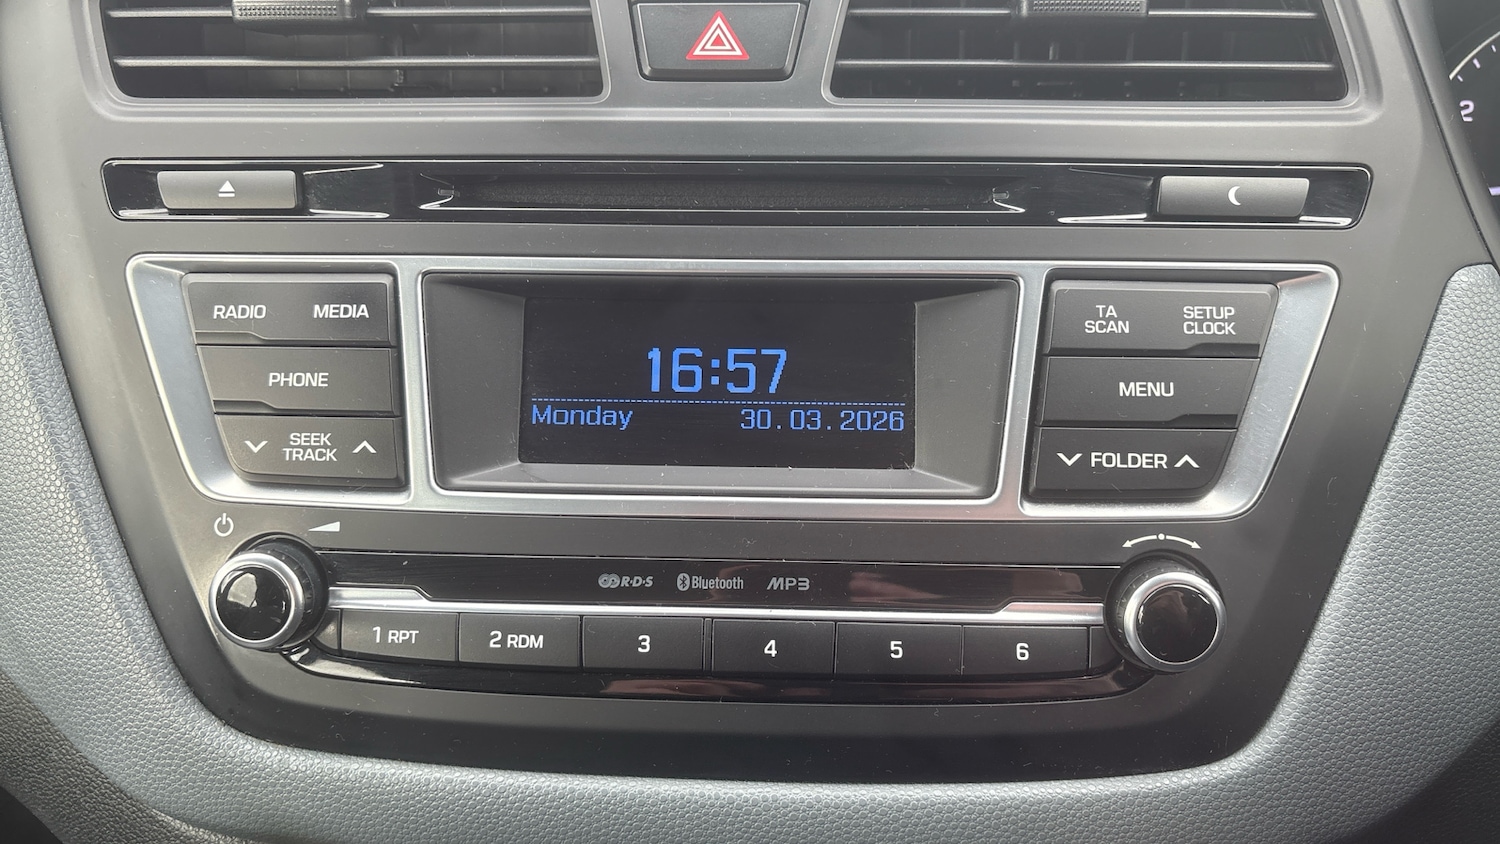 2
RADIO MEDIA
TA
SCAN
SETUP
CLOCK
PHONE
16:57
MENU
Monday 30.03.2026
SEEK
TRACK
FOLDER
R·D·S Bluetooth MP3
1 RPT 2 RDM 3 4 5 6